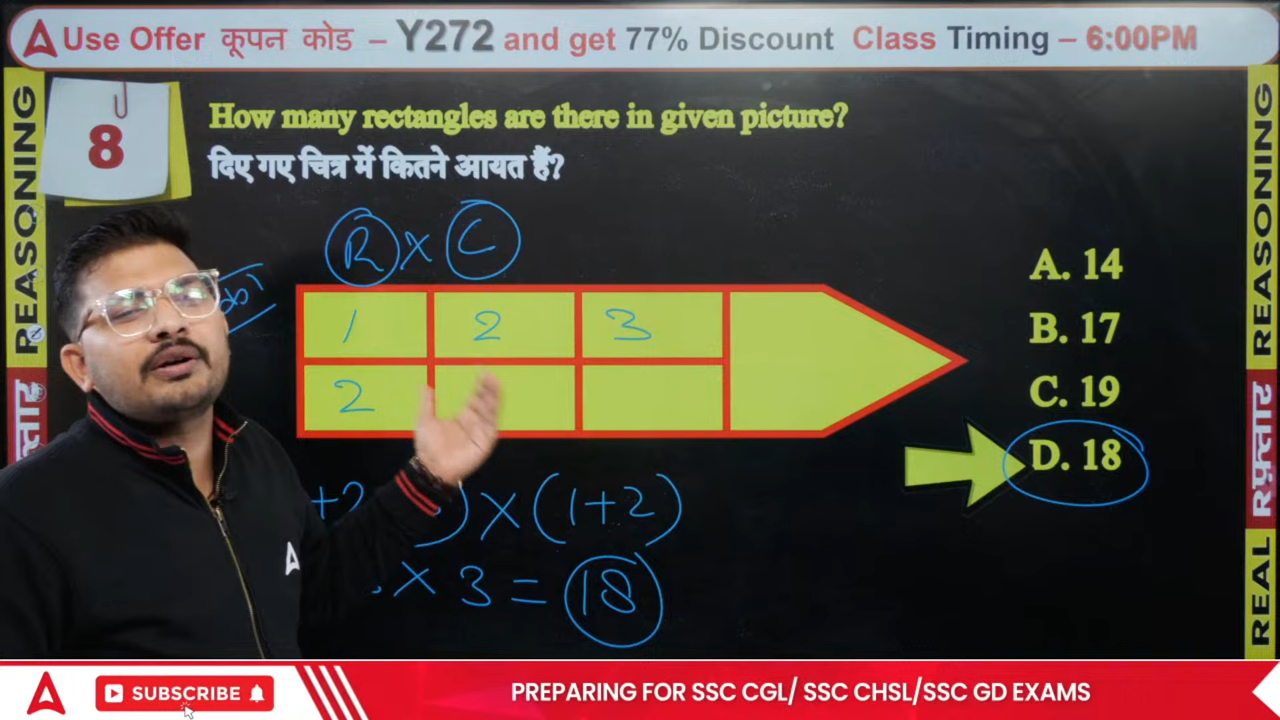 Use Offer कूपन कोड – Y272 and get 77% Discount Class Timing – 6:00PM
REASONING
REASONING
8
How many rectangles are there in given picture?
दिए गए चित्र में कितने आयत हैं?
R × C
1 2 3
2
A. 14
B. 17
C. 19
D. 18
+2 ) × (1+2)
× 3 = 18
रफ़्तार
REAL
SUBSCRIBE
PREPARING FOR SSC CGL/ SSC CHSL/SSC GD EXAMS